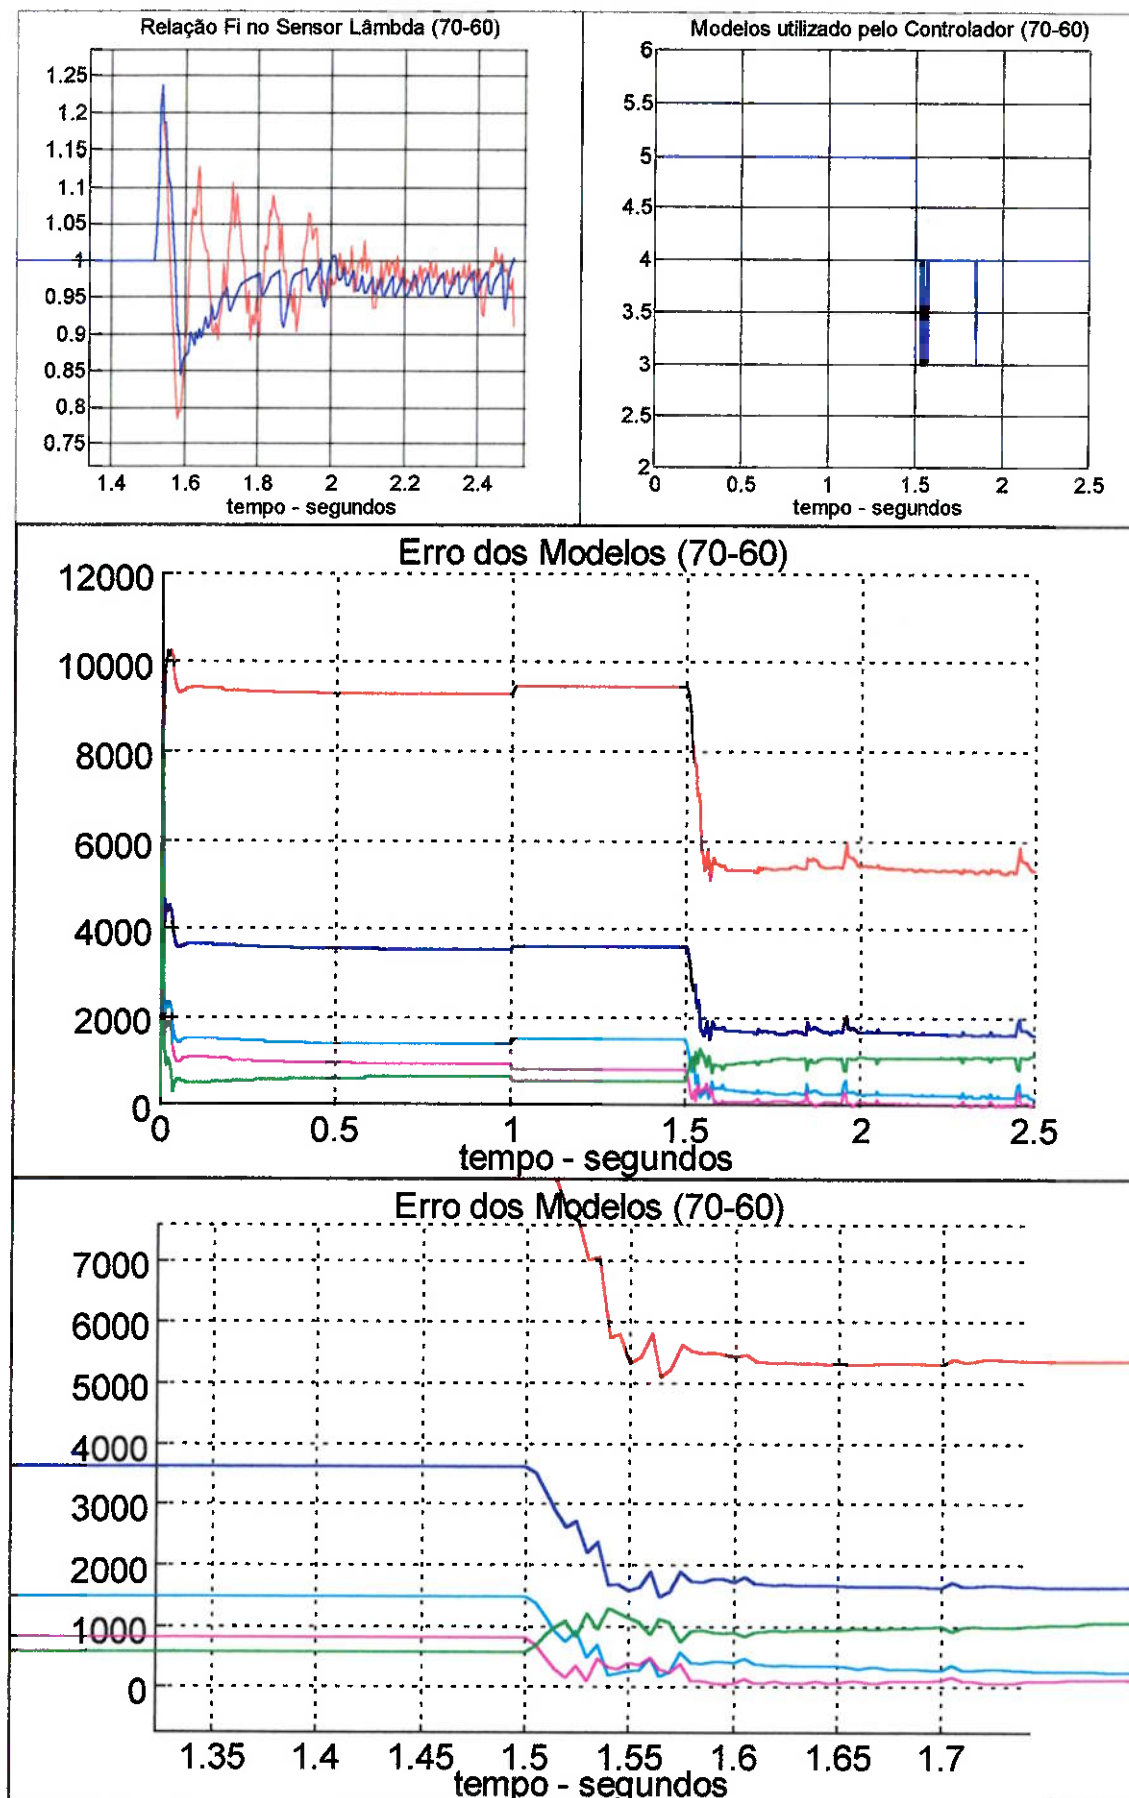 Relação Fi no Sensor Lâmbda (70-60)
1.25
1.2
1.15
1.1
1.05
1
0.95
0.9
0.85
0.8
0.75
1.4 1.6 1.8 2 2.2 2.4
tempo - segundos
Modelos utilizado pelo Controlador (70-60)
6
5.5
5
4.5
4
3.5
3
2.5
2
0 0.5 1 1.5 2 2.5
tempo - segundos
Erro dos Modelos (70-60)
12000
10000
8000
6000
4000
2000
0
0 0.5 1 1.5 2 2.5
tempo - segundos
Erro dos Modelos (70-60)
7000
6000
5000
4000
3000
2000
1000
0
1.35 1.4 1.45 1.5 1.55 1.6 1.65 1.7
tempo - segundos